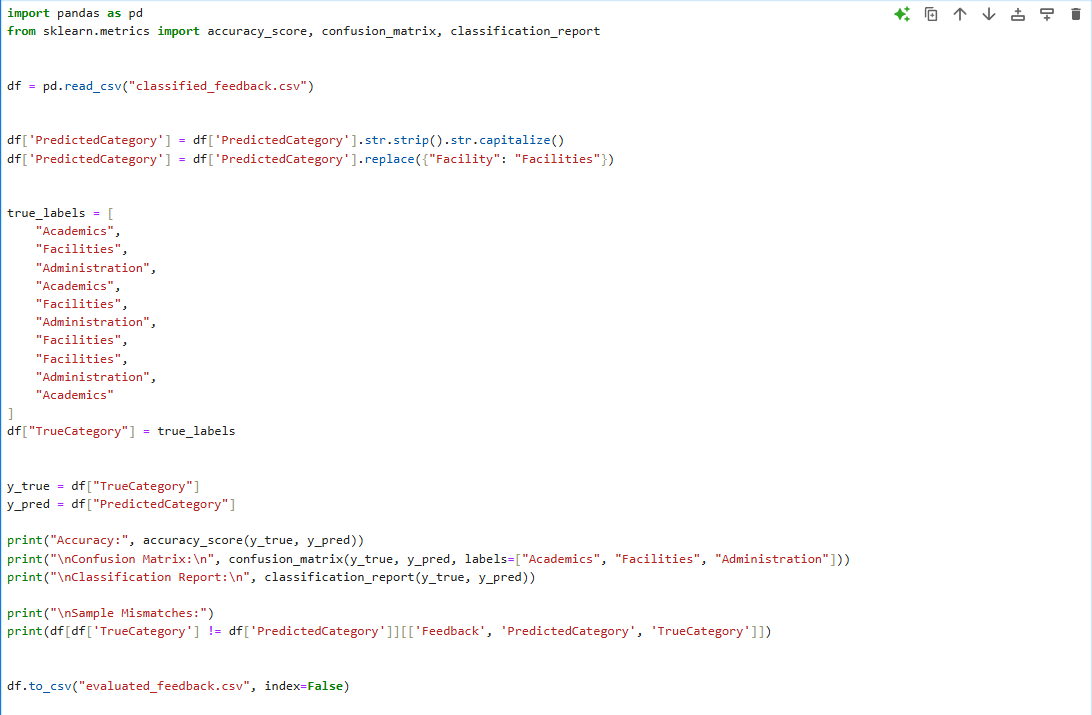 import pandas as pd
from sklearn.metrics import accuracy_score, confusion_matrix, classification_report
df = pd.read_csv("classified_feedback.csv")
df['PredictedCategory'] = df['PredictedCategory'].str.strip().str.capitalize()
df['PredictedCategory'] = df['PredictedCategory'].replace({"Facility": "Facilities"})
true_labels = [
    "Academics",
    "Facilities",
    "Administration",
    "Academics",
    "Facilities",
    "Administration",
    "Facilities",
    "Facilities",
    "Administration",
    "Academics"
]
df["TrueCategory"] = true_labels
y_true = df["TrueCategory"]
y_pred = df["PredictedCategory"]
print("Accuracy:", accuracy_score(y_true, y_pred))
print("\nConfusion Matrix:\n", confusion_matrix(y_true, y_pred, labels=["Academics", "Facilities", "Administration"]))
print("\nClassification Report:\n", classification_report(y_true, y_pred))
print("\nSample Mismatches:")
print(df[df['TrueCategory'] != df['PredictedCategory']][['Feedback', 'PredictedCategory', 'TrueCategory']])
df.to_csv("evaluated_feedback.csv", index=False)